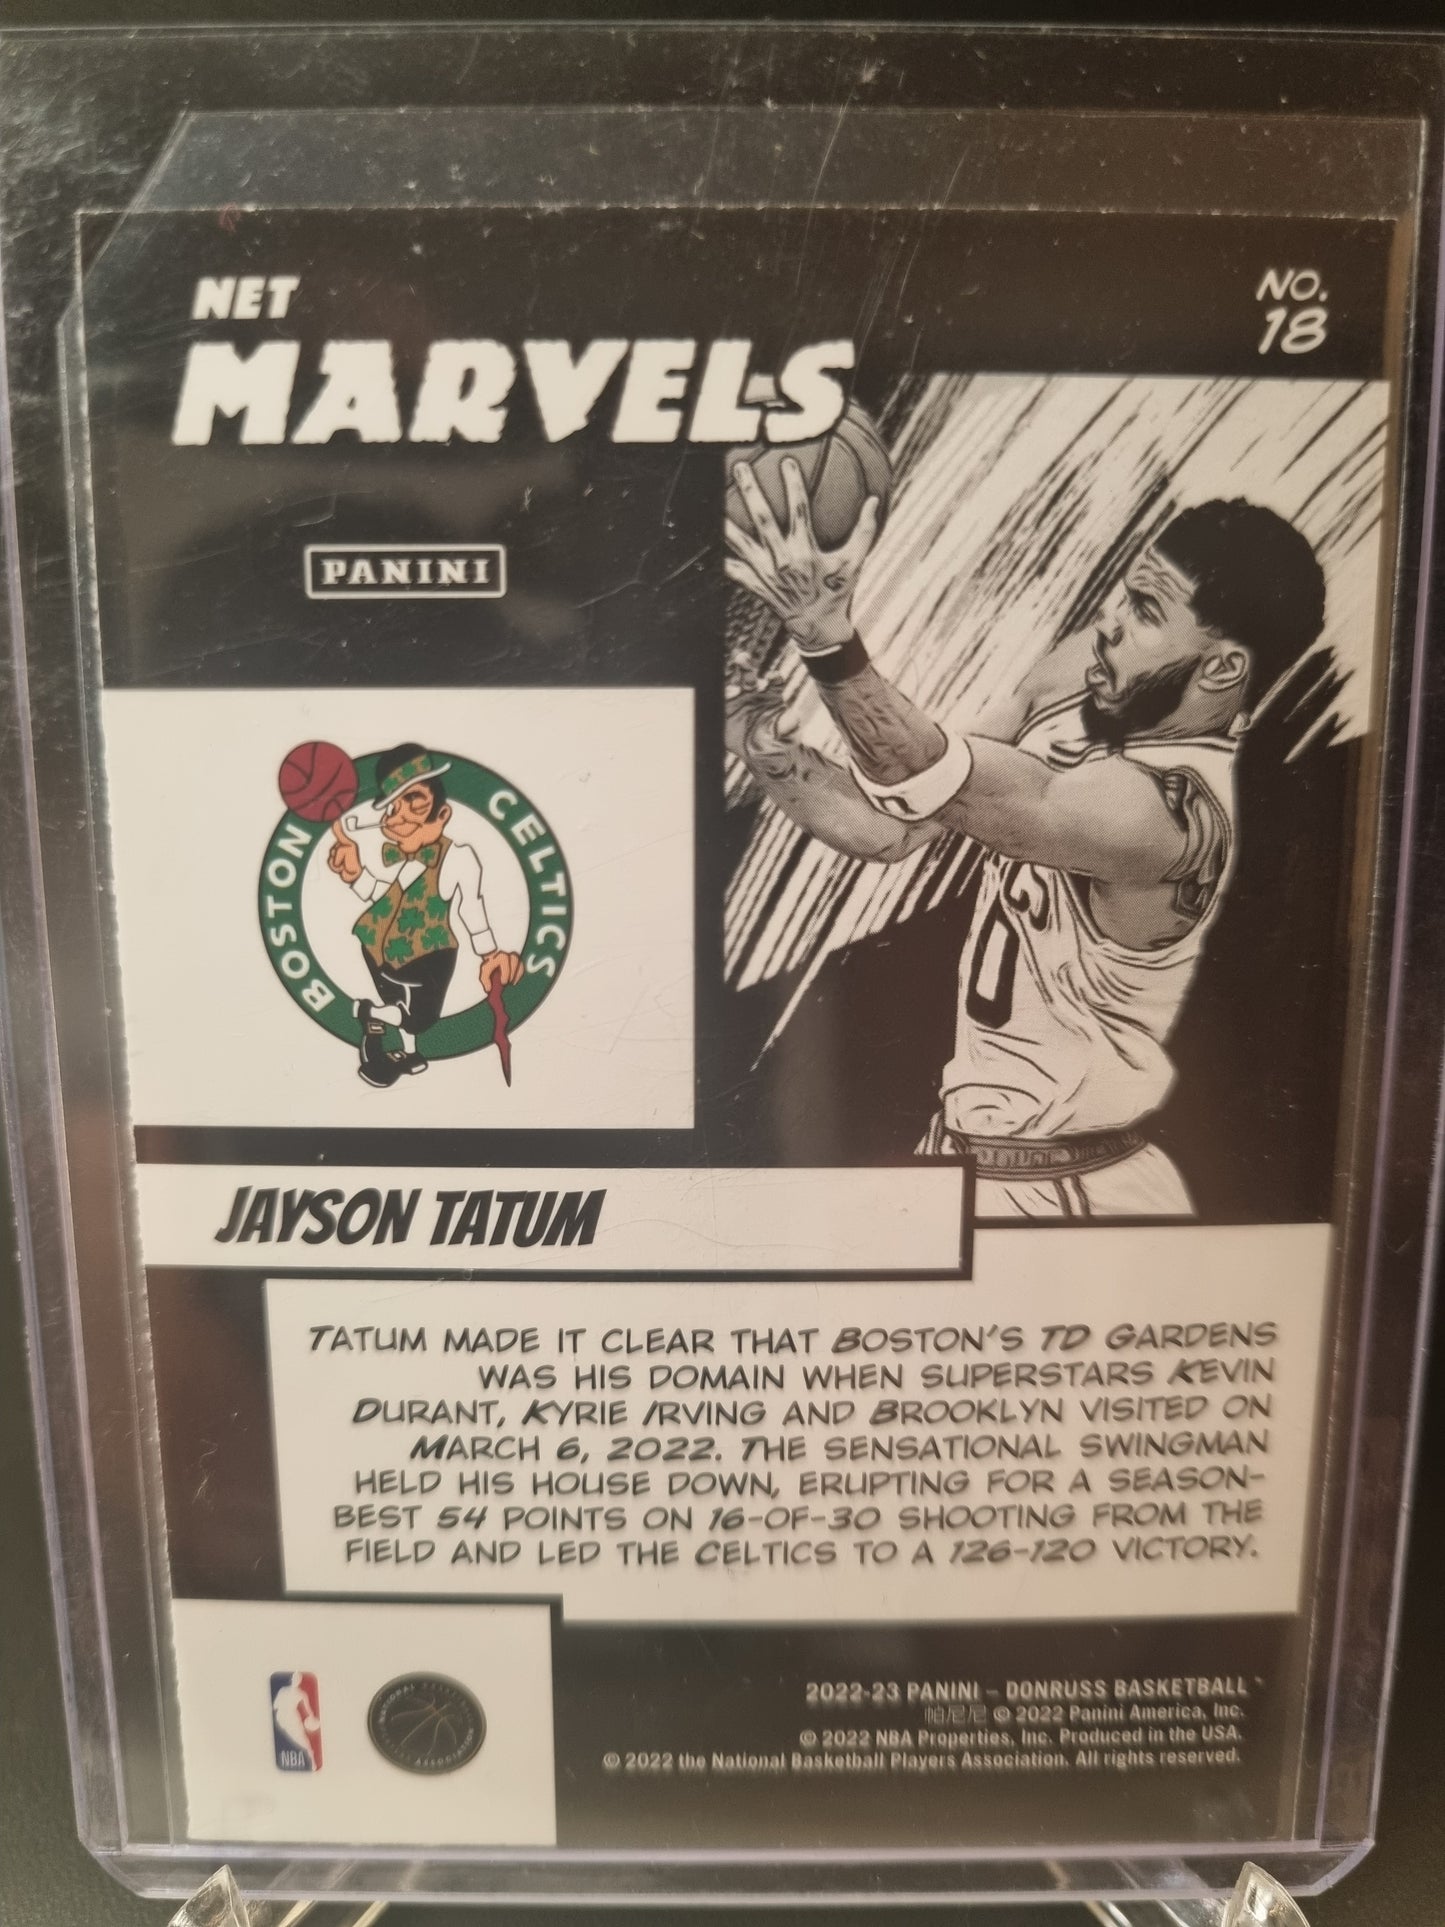 NET
MARVELS
NO.
18
PANINI
BOSTON CELTICS
JAYSON TATUM
TATUM MADE IT CLEAR THAT BOSTON'S TD GARDENS
WAS HIS DOMAIN WHEN SUPERSTARS KEVIN
DURANT, KYRIE IRVING AND BROOKLYN VISITED ON
MARCH 6, 2022. THE SENSATIONAL SWINGMAN
HELD HIS HOUSE DOWN, ERUPTING FOR A SEASON-
BEST 54 POINTS ON 16-OF-30 SHOOTING FROM THE
FIELD AND LED THE CELTICS TO A 126-120 VICTORY.
NBA
2022-23 PANINI – DONRUSS BASKETBALL
帕尼尼 © 2022 Panini America, Inc.
© 2022 NBA Properties, Inc. Produced in the USA.
© 2022 the National Basketball Players Association. All rights reserved.